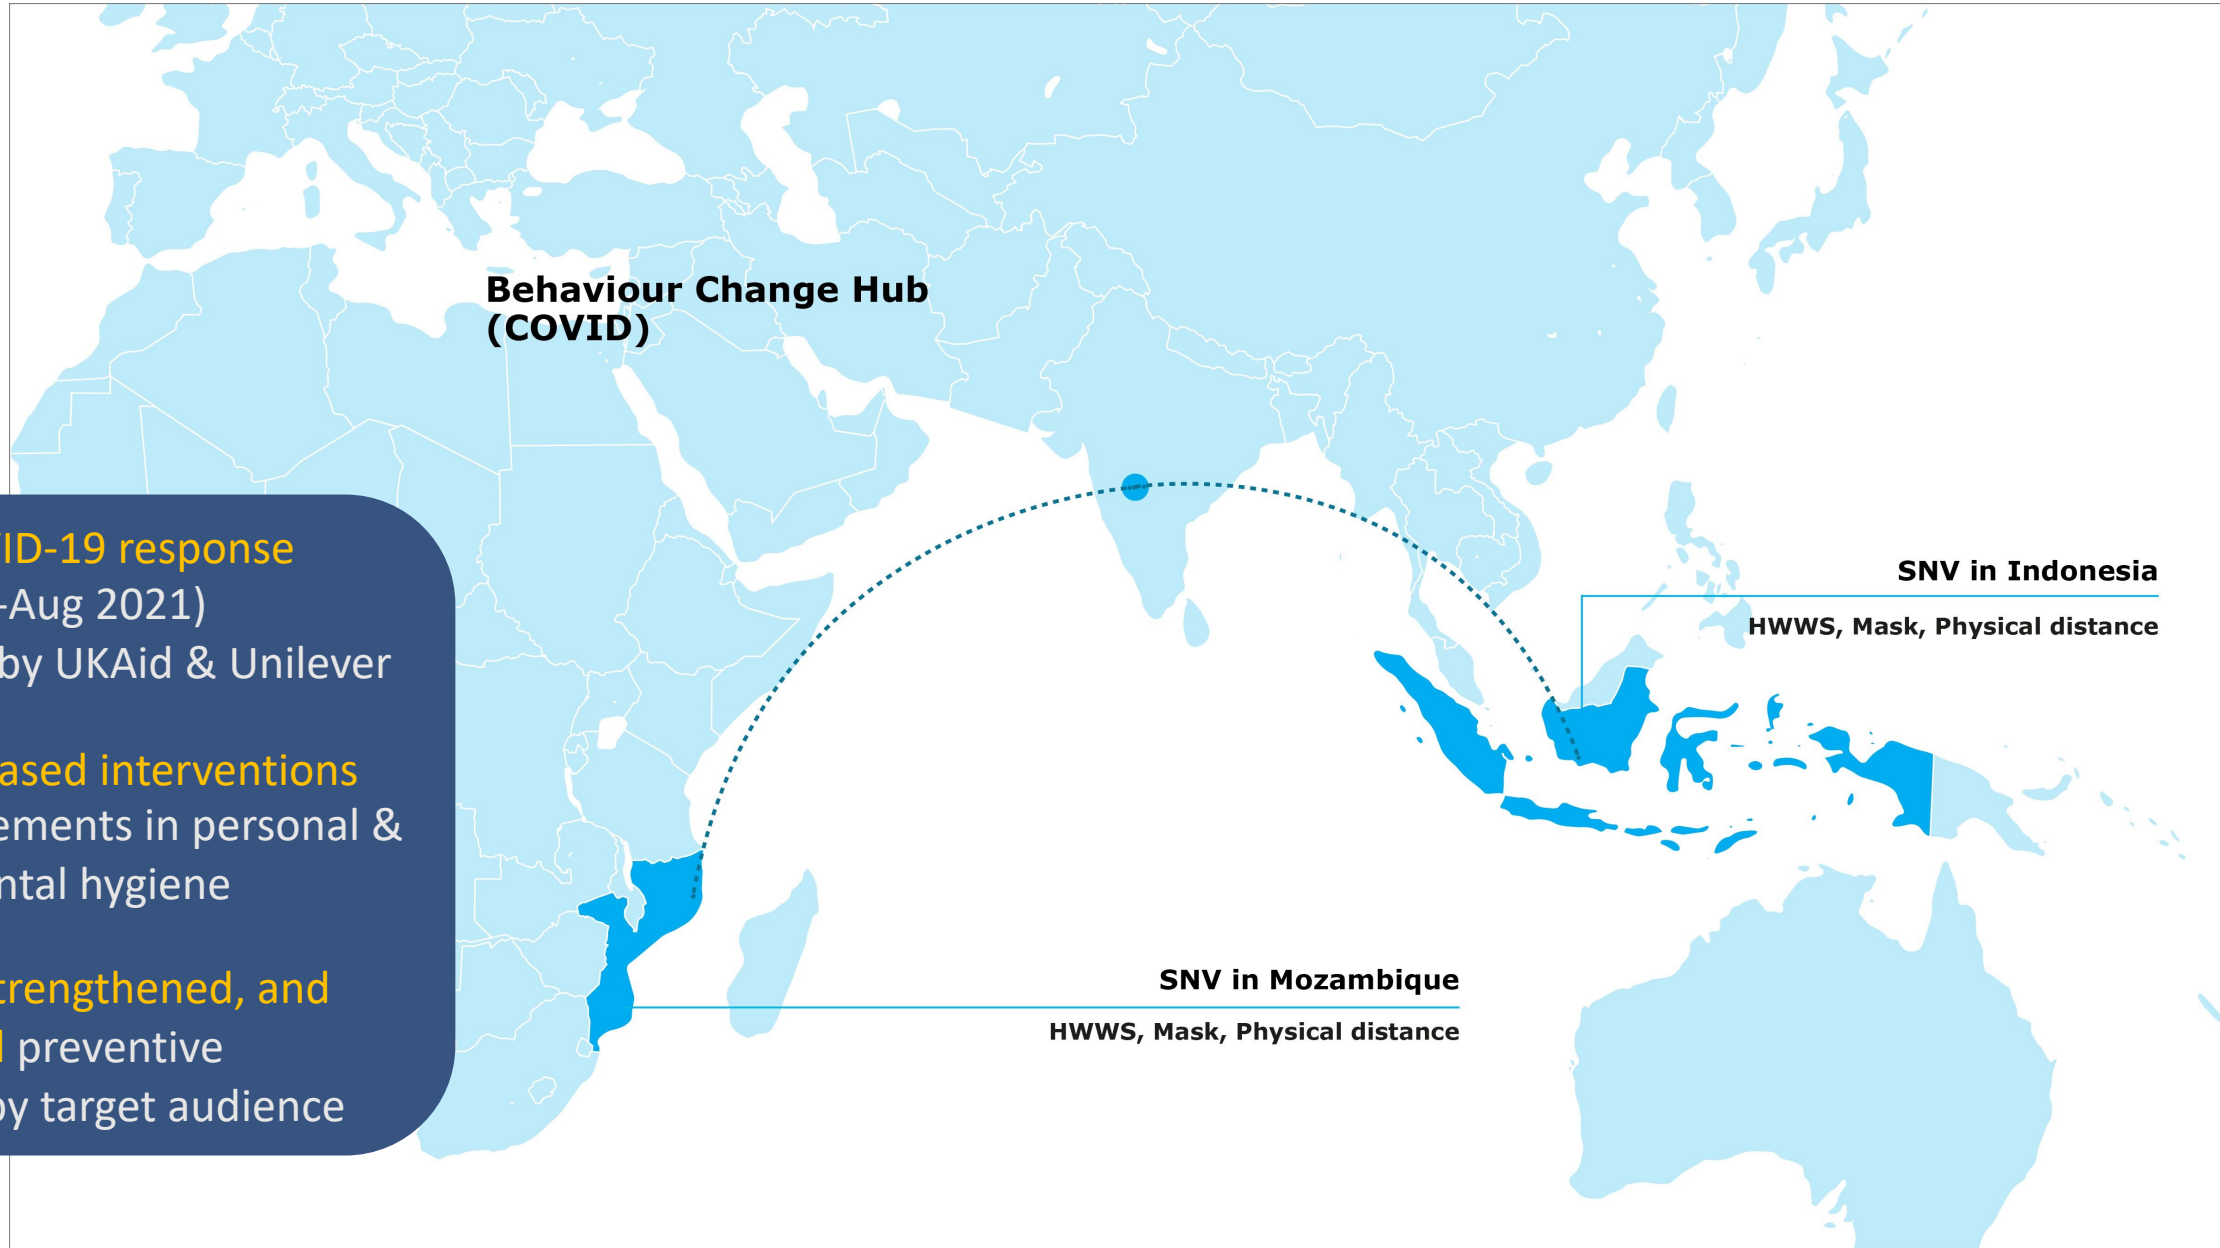 Behaviour Change Hub
(COVID)
VID-19 response
-Aug 2021)
by UKAid & Unilever
ased interventions
ements in personal &
ntal hygiene
trengthened, and
preventive
by target audience
SNV in Indonesia
HWWS, Mask, Physical distance
SNV in Mozambique
HWWS, Mask, Physical distance